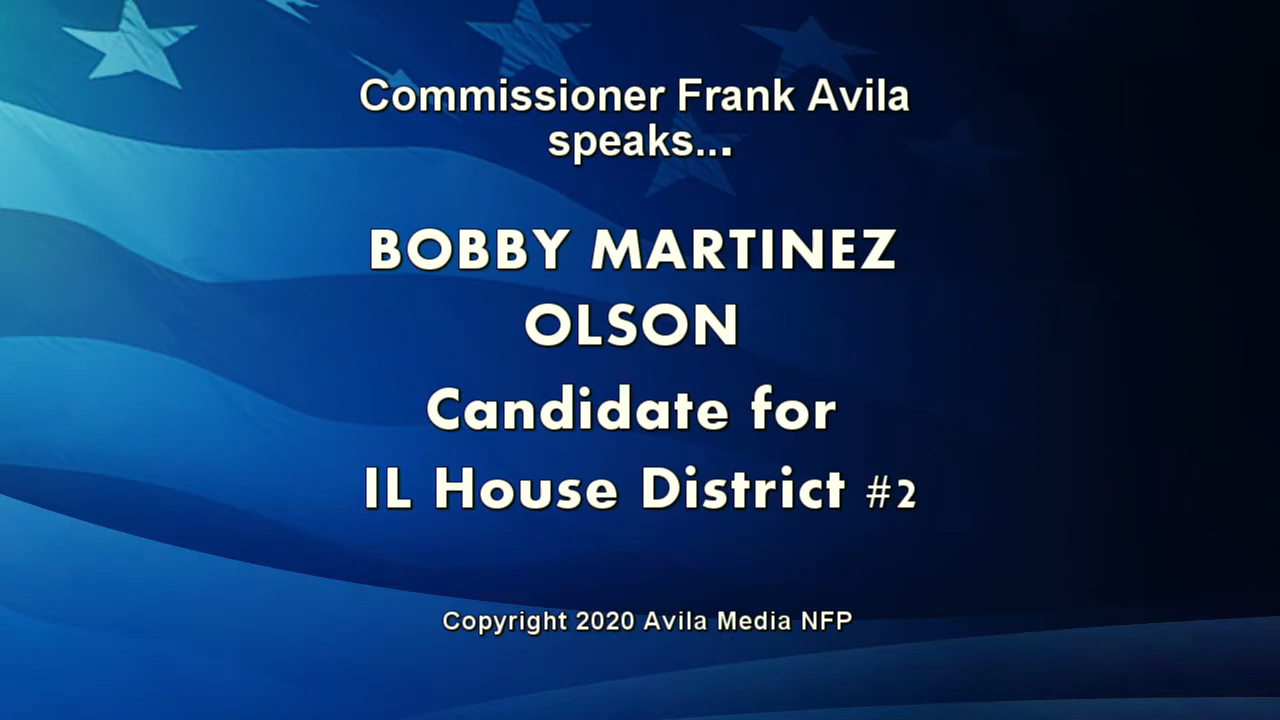 Commissioner Frank Avila
speaks...
BOBBY MARTINEZ
OLSON
Candidate for
IL House District #2
Copyright 2020 Avila Media NFP